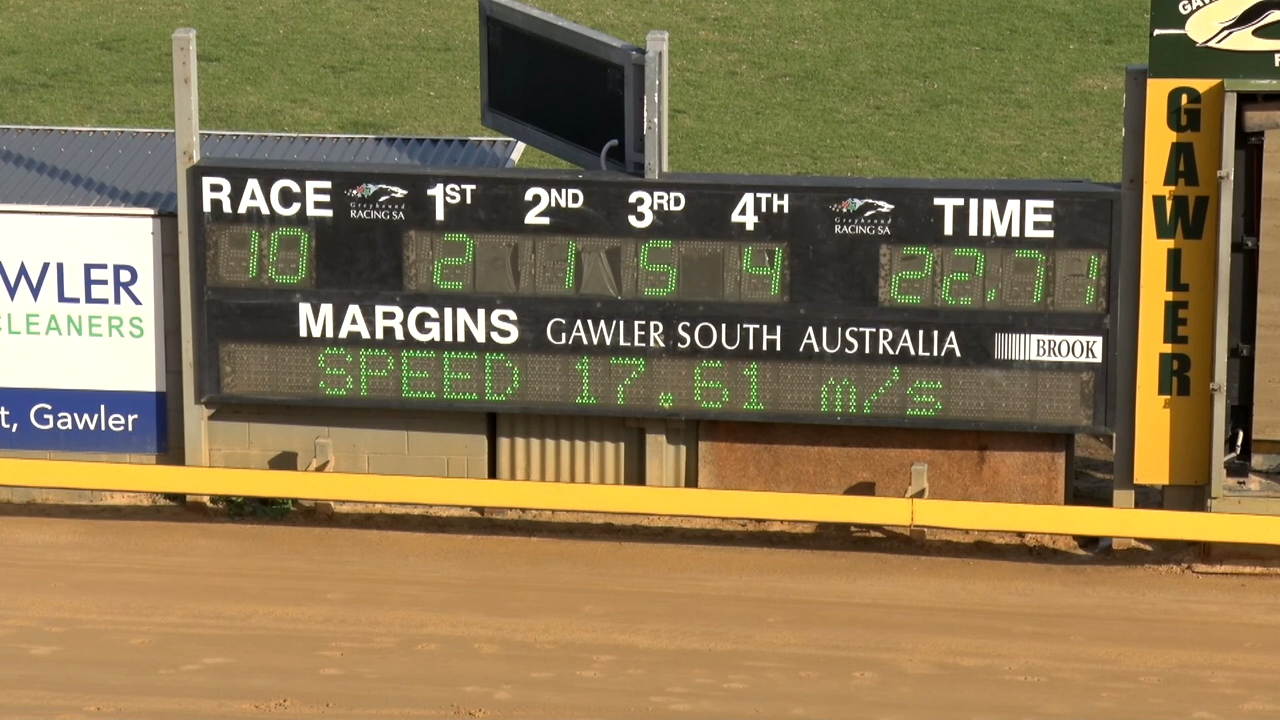 RACE Greyhound RACING SA 1ST 2ND 3RD 4TH Greyhound RACING SA TIME
10 2 1 5 4 22.71
MARGINS GAWLER SOUTH AUSTRALIA BROOK
SPEED 17.61 m/s
GAWLER
WLER
CLEANERS
t, Gawler